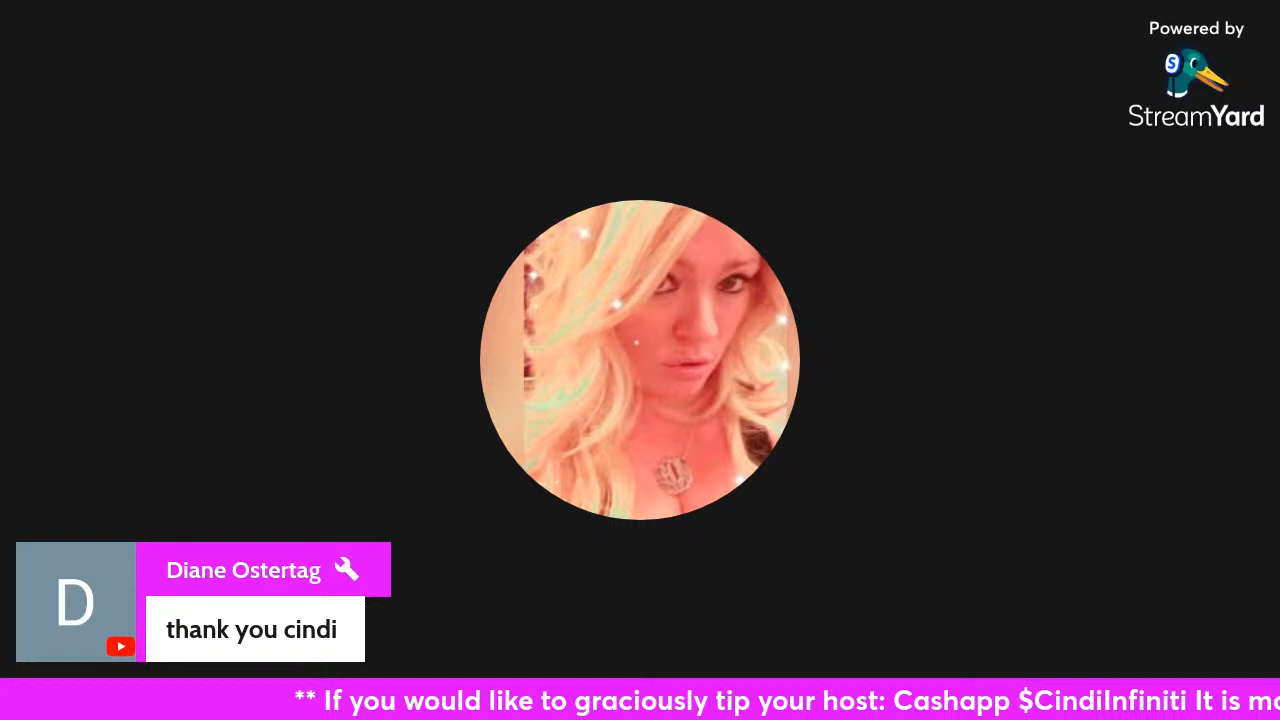 Powered by
S
StreamYard
D
Diane Ostertag
thank you cindi
** If you would like to graciously tip your host: Cashapp $CindiInfiniti It is